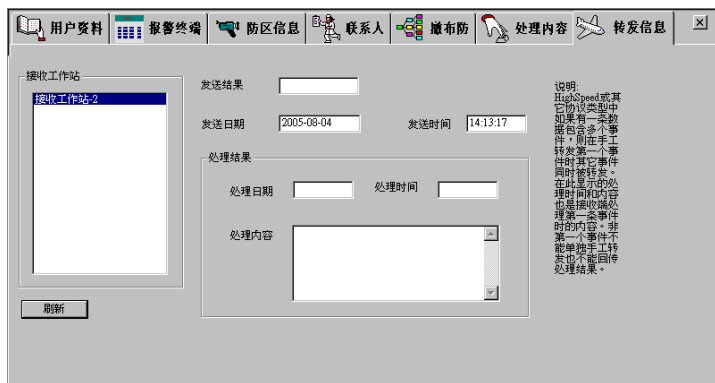 用户资料 报警终端 防区信息 联系人 撤布防 处理内容 转发信息
接收工作站
接收工作站-2
刷新
发送结果
发送日期 2005-08-04 发送时间 14:13:17
处理结果
处理日期 处理时间
处理内容
说明:
HighSpeed或其
它协议类型中
如果有一条数
据包含多个事
件，则在手工
转发第一个事
件时其它事件
同时被转发。
在此显示的处
理时间和内容
也是接收端处
理第一条事件
时的内容。非
第一个事件不
能单独手工转
发也不能回传
处理结果。